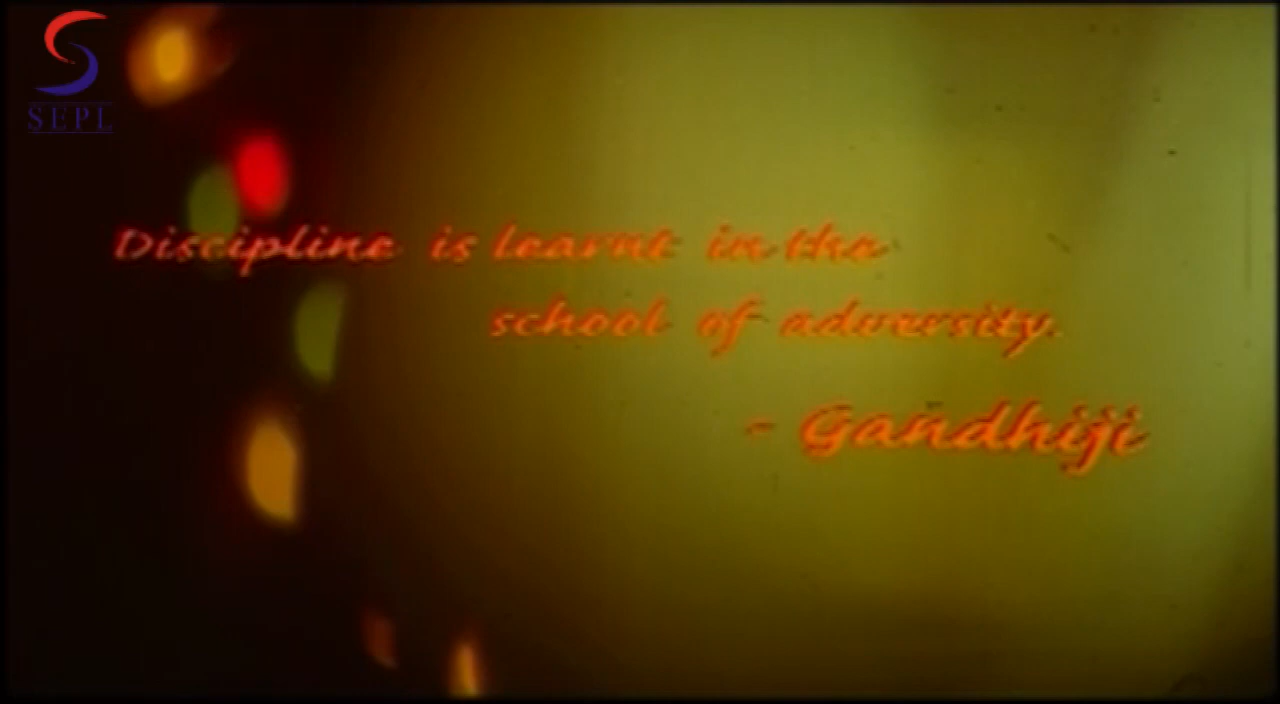 SEPL
Discipline is learnt in the
school of adversity.
- Gandhiji